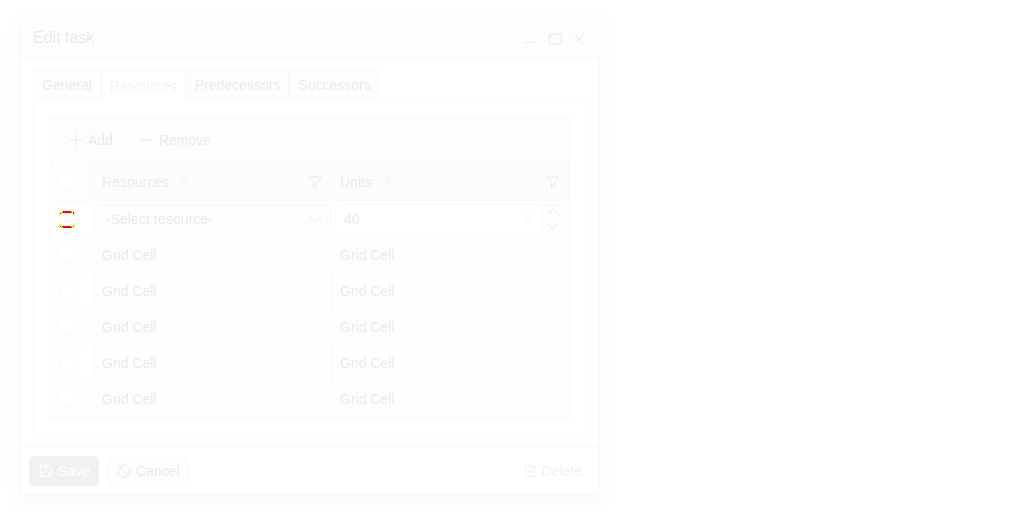 Edit task
General Resources Predecessors Successors
Add Remove
Resources Units
-Select resource- 40
Grid Cell Grid Cell
Grid Cell Grid Cell
Grid Cell Grid Cell
Grid Cell Grid Cell
Grid Cell Grid Cell
Save Cancel Delete